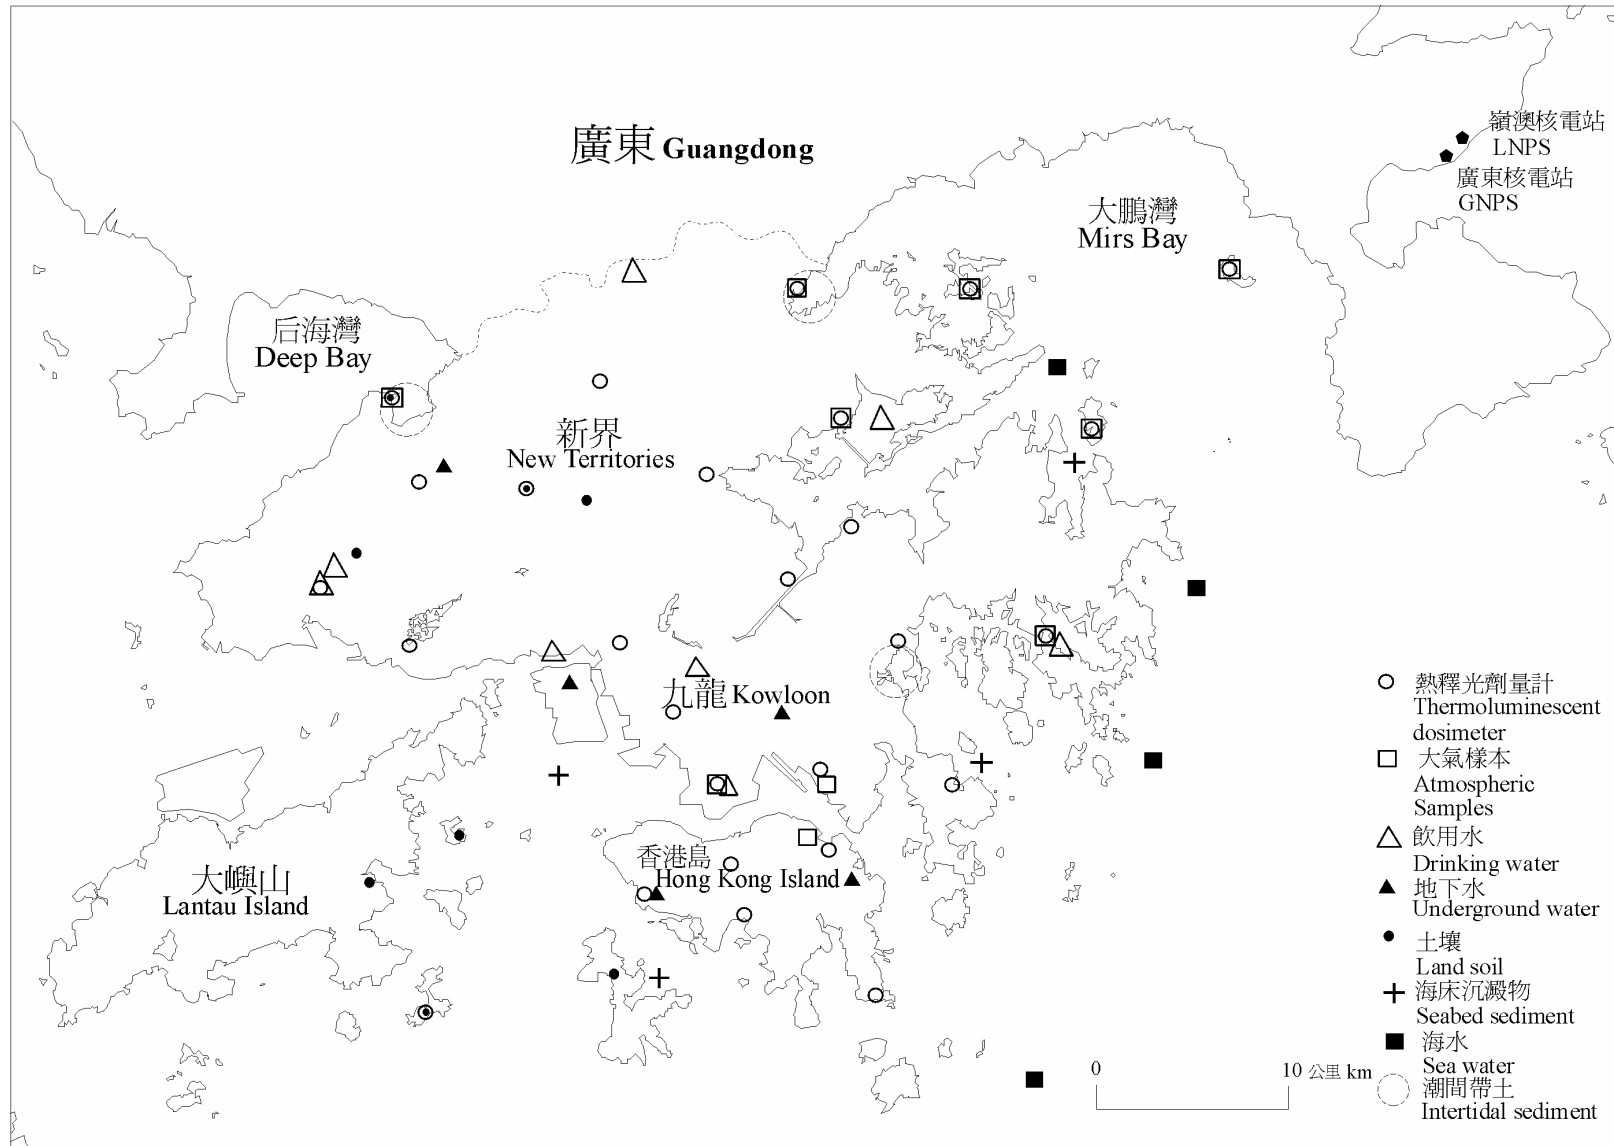 廣東 Guangdong
嶺澳核電站
LNPS
廣東核電站
GNPS
大鵬灣
Mirs Bay
后海灣
Deep Bay
新界
New Territories
九龍 Kowloon
香港島
Hong Kong Island
大嶼山
Lantau Island
熱釋光劑量計
Thermoluminescent
dosimeter
大氣樣本
Atmospheric
Samples
飲用水
Drinking water
地下水
Underground water
土壤
Land soil
海床沉澱物
Seabed sediment
海水
Sea water
潮間帶土
Intertidal sediment
0 10 公里 km